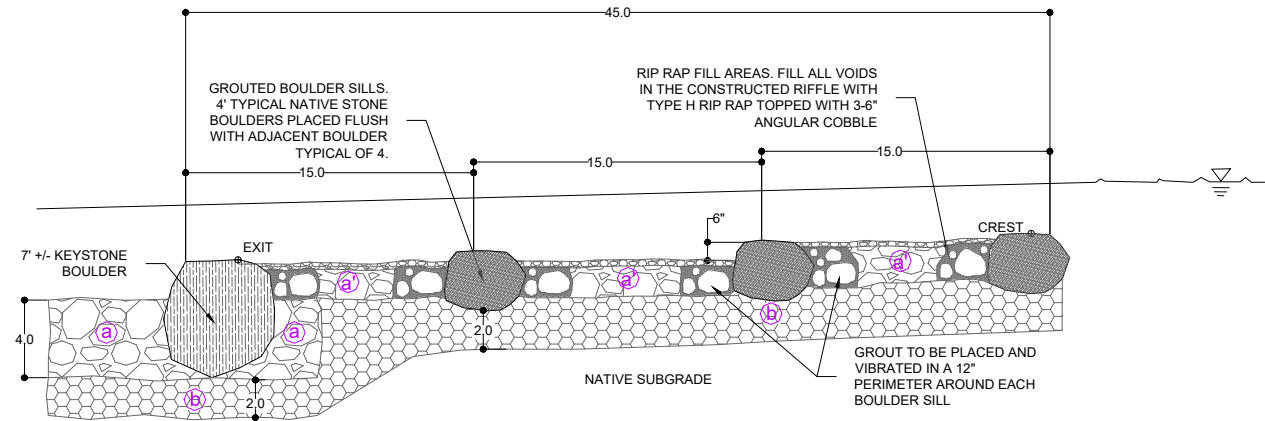 45.0
GROUTED BOULDER SILLS.
4' TYPICAL NATIVE STONE
BOULDERS PLACED FLUSH
WITH ADJACENT BOULDER
TYPICAL OF 4.
RIP RAP FILL AREAS. FILL ALL VOIDS
IN THE CONSTRUCTED RIFFLE WITH
TYPE H RIP RAP TOPPED WITH 3-6"
ANGULAR COBBLE
15.0
15.0
15.0
6"
CREST
EXIT
7' +/- KEYSTONE
BOULDER
a'
a'
a'
a
a
b
4.0
2.0
b
2.0
NATIVE SUBGRADE
GROUT TO BE PLACED AND
VIBRATED IN A 12"
PERIMETER AROUND EACH
BOULDER SILL